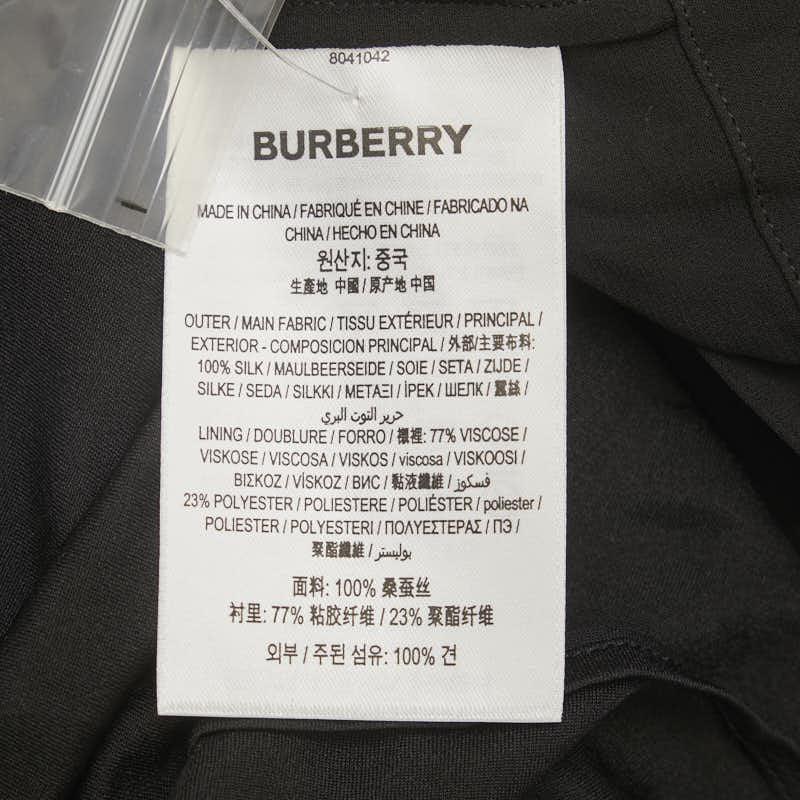 8041042
BURBERRY
MADE IN CHINA / FABRIQUÉ EN CHINE / FABRICADO NA
CHINA / HECHO EN CHINA
원산지: 중국
生產地 中國 / 原产地 中国
OUTER / MAIN FABRIC / TISSU EXTÉRIEUR / PRINCIPAL /
EXTERIOR - COMPOSICION PRINCIPAL / 外部/主要布料:
100% SILK / MAULBEERSEIDE / SOIE / SETA / ZIJDE /
SILKE / SEDA / SILKKI / ΜΕΤΑΞΙ / İPEK / ШЕЛК / 蠶絲 /
حرير التوت البري
LINING / DOUBLURE / FORRO / 襯裡: 77% VISCOSE /
VISKOSE / VISCOSA / VISKOS / viscosa / VISKOOSI /
ΒΙΣΚΟΖ / VİSKOZ / ВИС / 黏液纖維 / فسكوز
23% POLYESTER / POLIESTERE / POLIÉSTER / poliester /
POLIESTER / POLYESTERI / ΠΟΛΥΕΣΤΕΡΑΣ / ПЭ /
聚酯纖維 / بوليستر
面料: 100% 桑蚕丝
衬里: 77% 粘胶纤维 / 23% 聚酯纤维
외부 / 주된 섬유: 100% 견